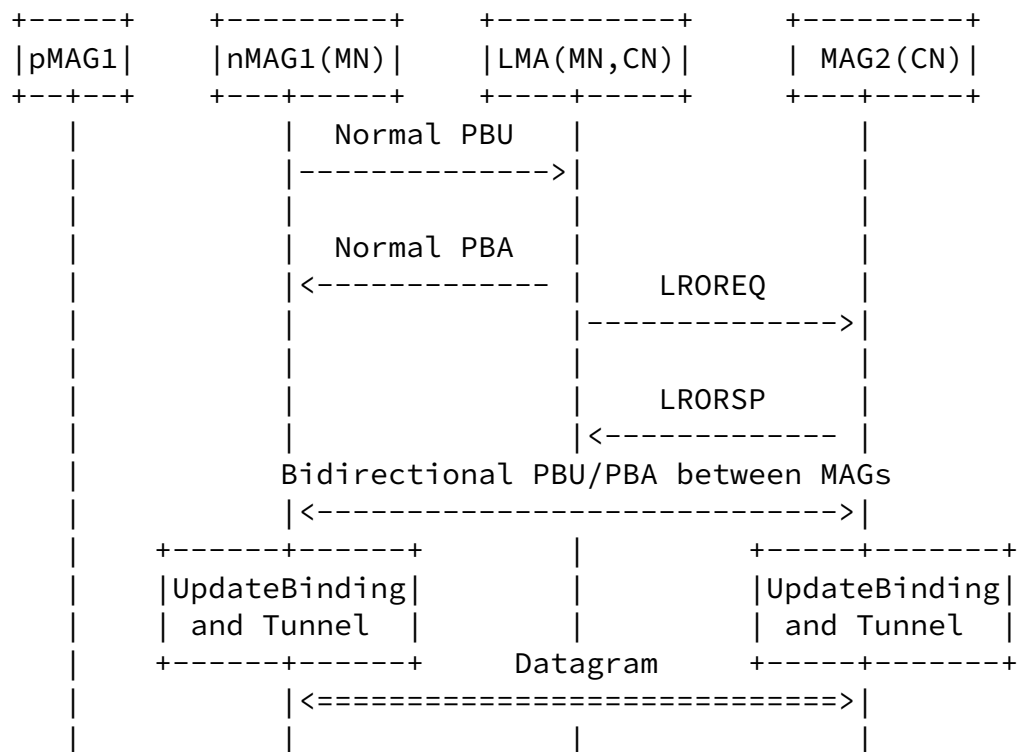 pMAG1 nMAG1(MN) LMA(MN,CN) MAG2(CN)
Normal PBU
Normal PBA
LROREQ
LRORSP
Bidirectional PBU/PBA between MAGs
UpdateBinding UpdateBinding
and Tunnel and Tunnel
Datagram